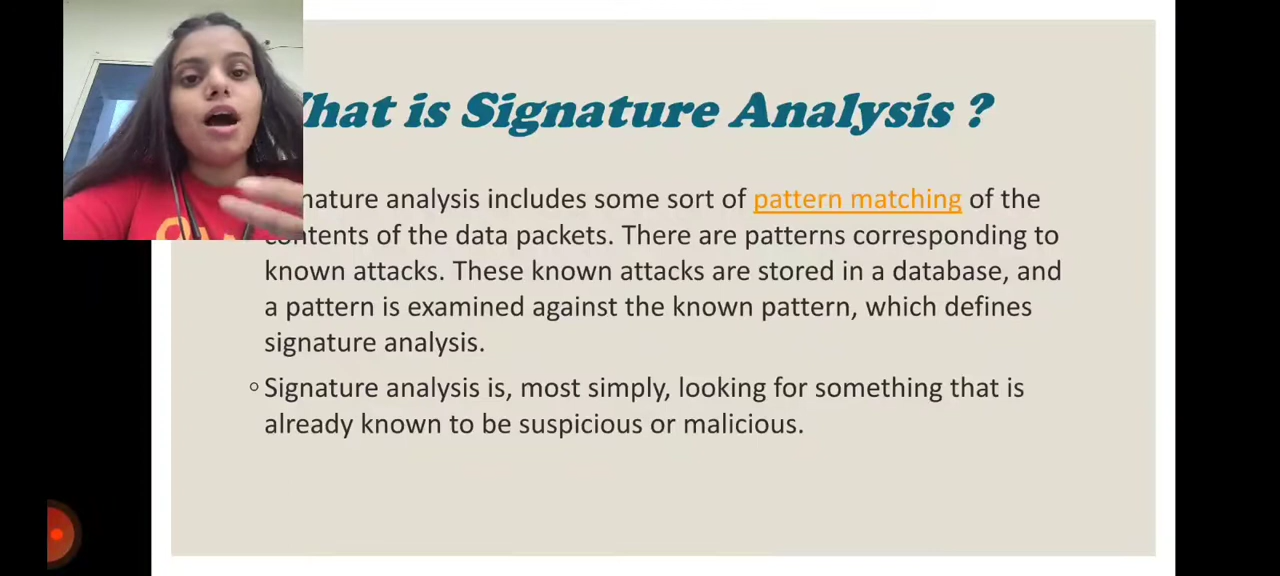 hat is Signature Analysis ?
nature analysis includes some sort of pattern matching of the
contents of the data packets. There are patterns corresponding to
known attacks. These known attacks are stored in a database, and
a pattern is examined against the known pattern, which defines
signature analysis.
Signature analysis is, most simply, looking for something that is
already known to be suspicious or malicious.